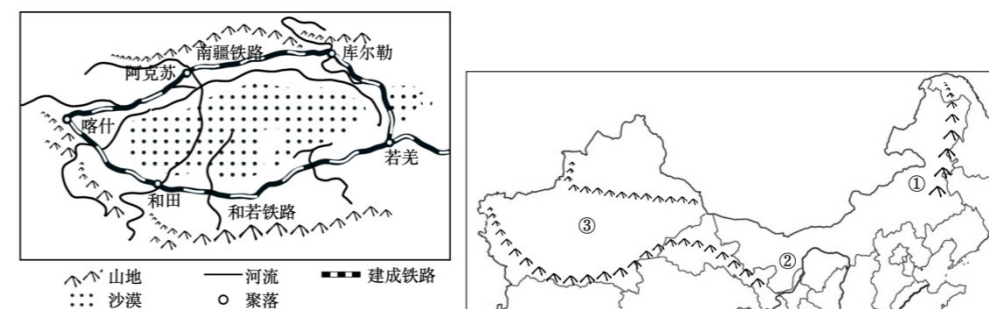 南疆铁路
库尔勒
阿克苏
喀什
若羌
和田
和若铁路
山地
河流
建成铁路
沙漠
聚落
①
②
③